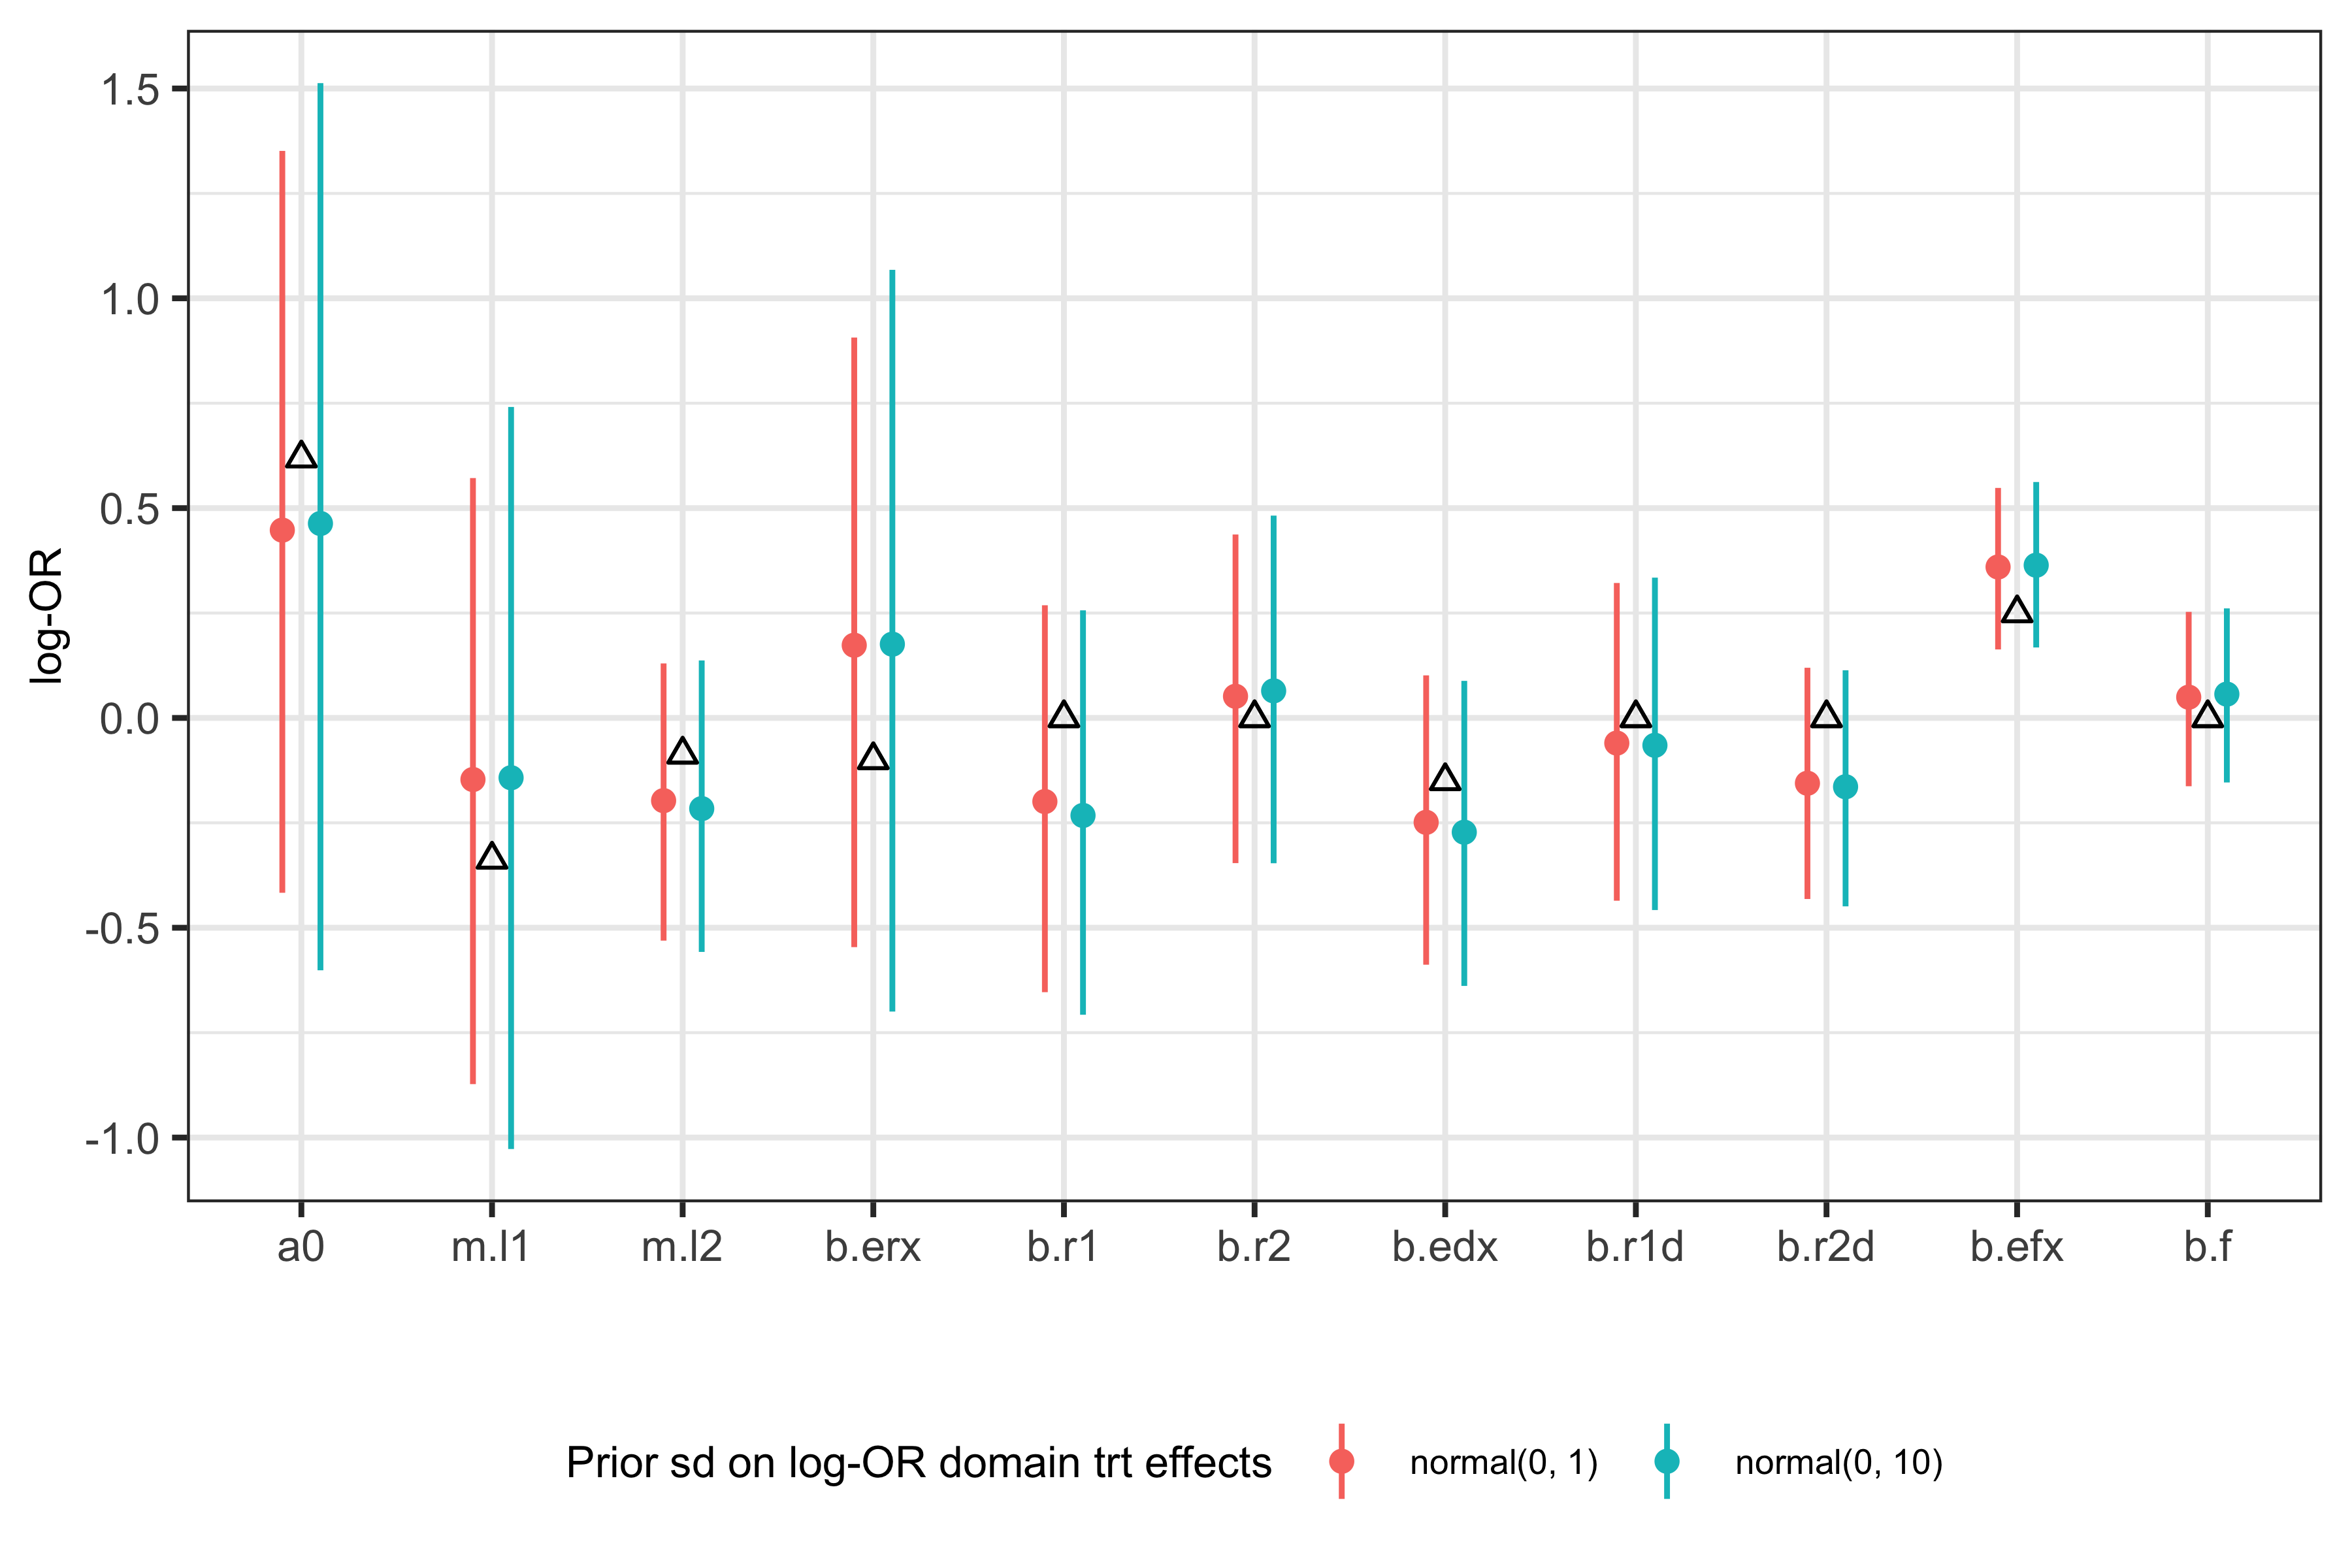 1.5
1.0
0.5
0.0
-0.5
-1.0
log-OR
a0 m.l1 m.l2 b.erx b.r1 b.r2 b.edx b.r1d b.r2d b.efx b.f
Prior sd on log-OR domain trt effects normal(0, 1) normal(0, 10)